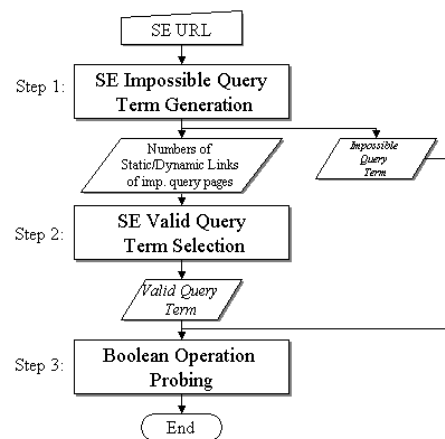 SE URL
Step 1:
SE Impossible Query
Term Generation
Numbers of
Static/Dynamic Links
of imp. query pages
Impossible
Query
Term
Step 2:
SE Valid Query
Term Selection
Valid Query
Term
Step 3:
Boolean Operation
Probing
End